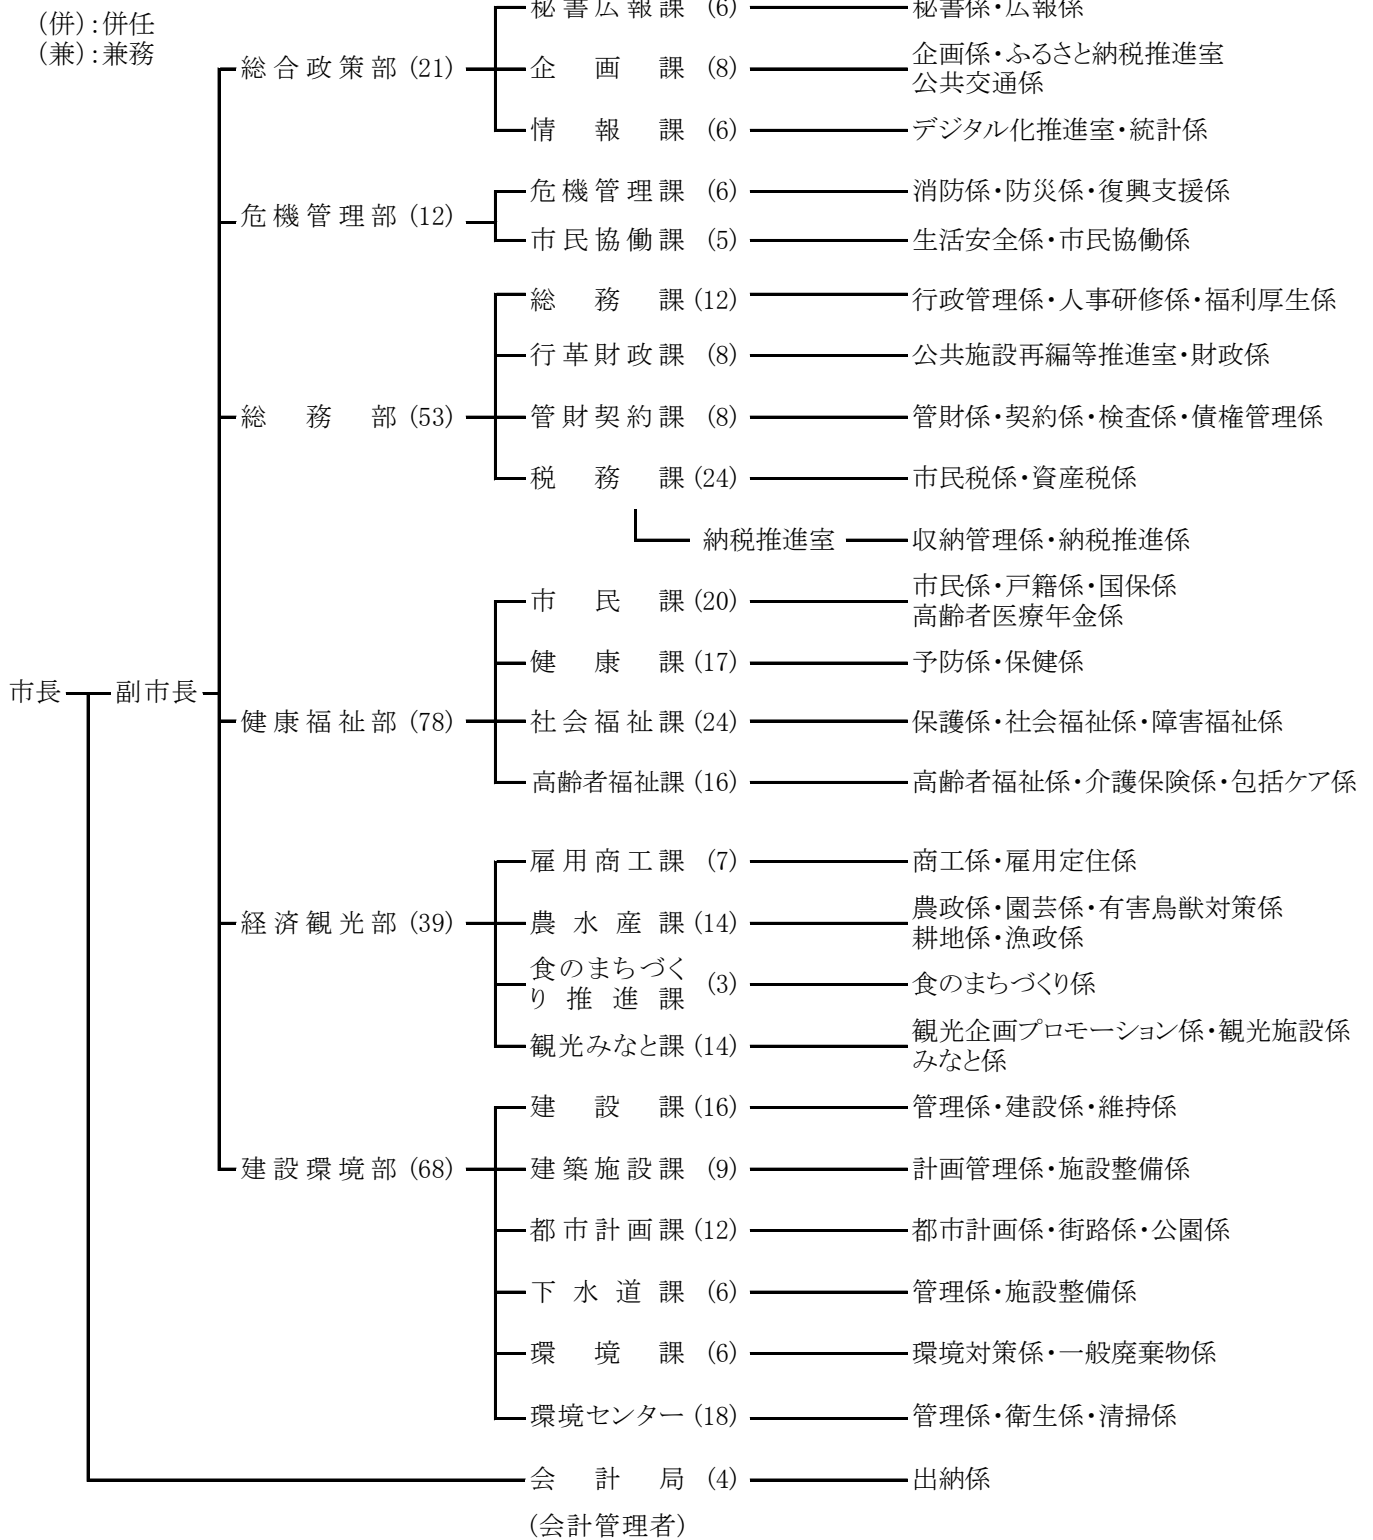 (併):併任
(兼):兼務
秘書広報課 (6) 秘書係・広報係
総合政策部 (21) 企画課 (8) 企画係・ふるさと納税推進室
公共交通係
情報課 (6) デジタル化推進室・統計係
危機管理部 (12)
危機管理課 (6) 消防係・防災係・復興支援係
市民協働課 (5) 生活安全係・市民協働係
総務課 (12) 行政管理係・人事研修係・福利厚生係
行革財政課 (8) 公共施設再編等推進室・財政係
総務部 (53) 管財契約課 (8) 管財係・契約係・検査係・債権管理係
税務課 (24) 市民税係・資産税係
納税推進室 収納管理係・納税推進係
市民課 (20) 市民係・戸籍係・国保係
高齢者医療年金係
健康課 (17) 予防係・保健係
市長 副市長
健康福祉部 (78) 社会福祉課 (24) 保護係・社会福祉係・障害福祉係
高齢者福祉課 (16) 高齢者福祉係・介護保険係・包括ケア係
雇用商工課 (7) 商工係・雇用定住係
経済観光部 (39) 農水産課 (14) 農政係・園芸係・有害鳥獣対策係
耕地係・漁政係
食のまちづく
り推進課 (3) 食のまちづくり係
観光みなと課 (14) 観光企画プロモーション係・観光施設係
みなと係
建設課 (16) 管理係・建設係・維持係
建設環境部 (68) 建築施設課 (9) 計画管理係・施設整備係
都市計画課 (12) 都市計画係・街路係・公園係
下水道課 (6) 管理係・施設整備係
環境課 (6) 環境対策係・一般廃棄物係
環境センター (18) 管理係・衛生係・清掃係
会計局 (4) 出納係
(会計管理者)